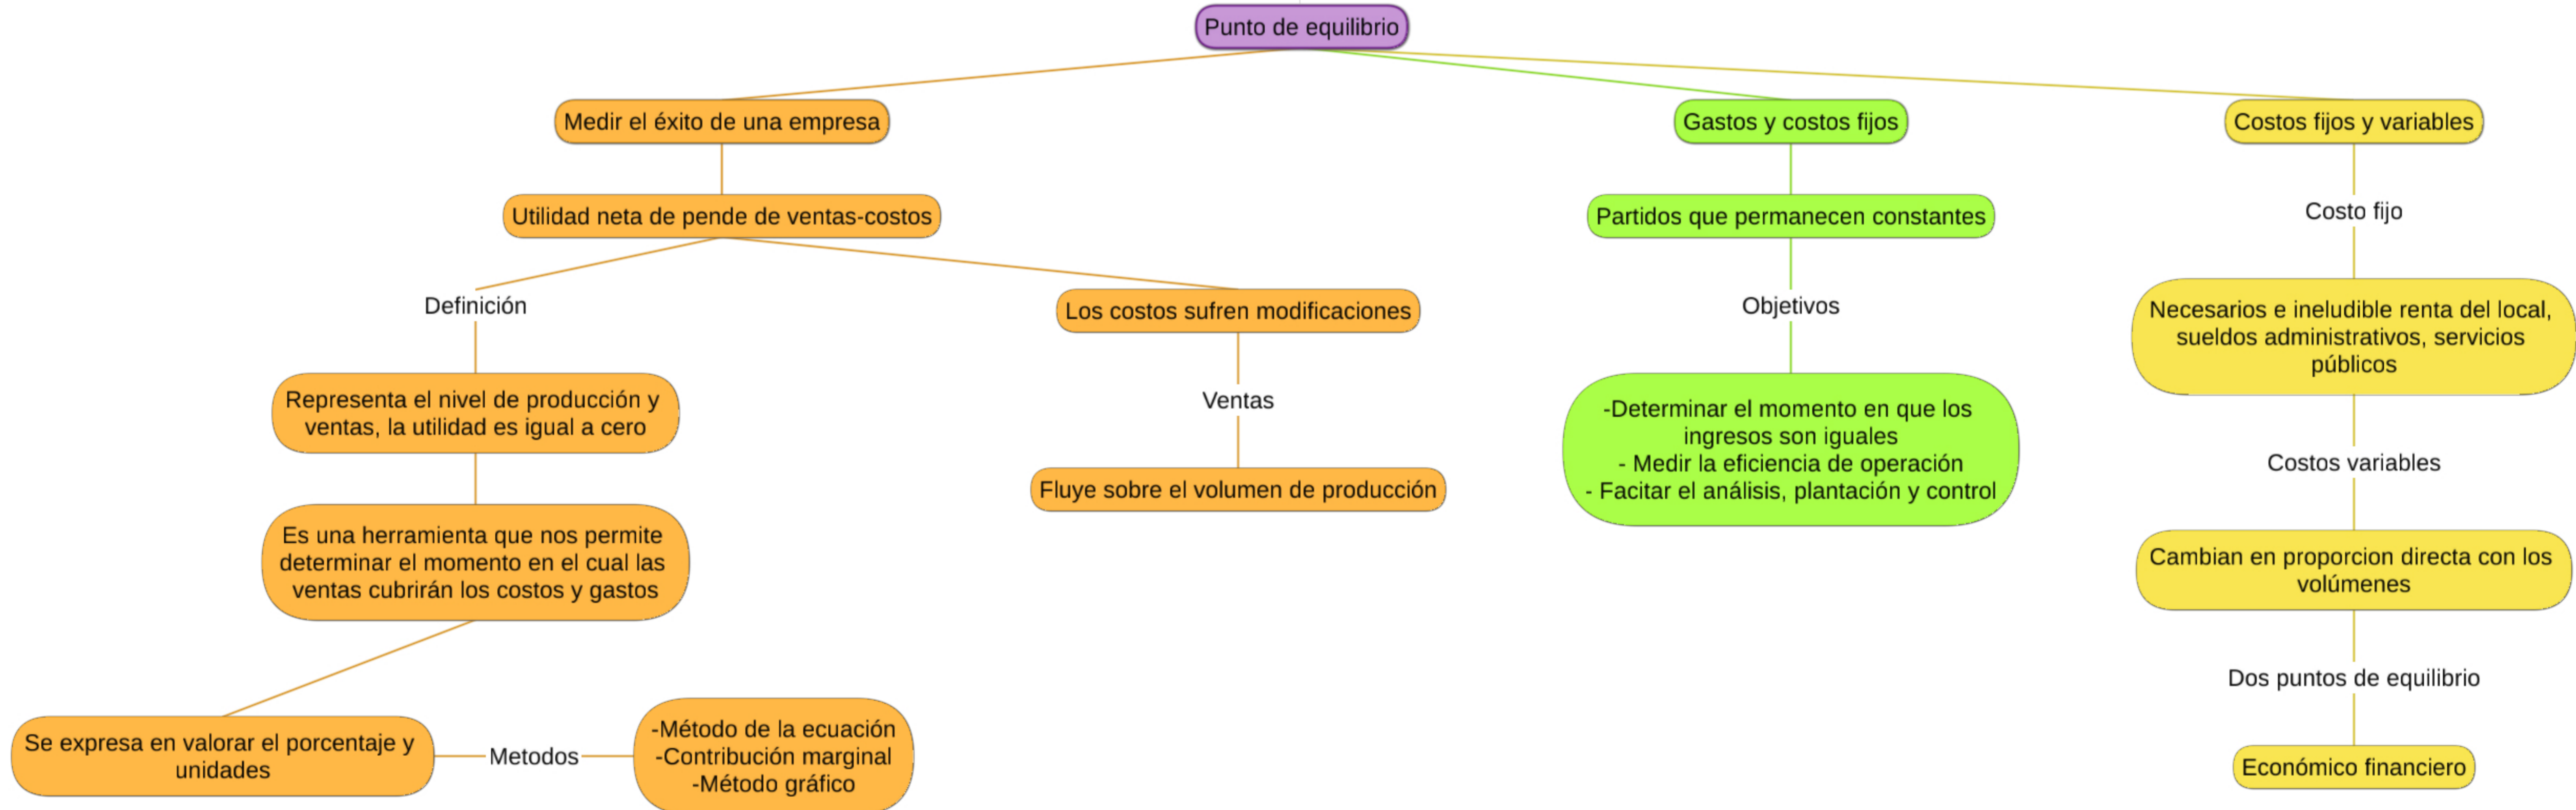 Punto de equilibrio
Medir el éxito de una empresa
Gastos y costos fijos
Costos fijos y variables
Utilidad neta de pende de ventas-costos
Partidos que permanecen constantes
Costo fijo
Definición
Los costos sufren modificaciones
Objetivos
Necesarios e ineludible renta del local,
sueldos administrativos, servicios
públicos
Representa el nivel de producción y
ventas, la utilidad es igual a cero
Ventas
-Determinar el momento en que los
ingresos son iguales
- Medir la eficiencia de operación
- Facitar el análisis, plantación y control
Costos variables
Es una herramienta que nos permite
determinar el momento en el cual las
ventas cubrirán los costos y gastos
Fluye sobre el volumen de producción
Cambian en proporcion directa con los
volúmenes
Dos puntos de equilibrio
Se expresa en valorar el porcentaje y
unidades
Metodos
-Método de la ecuación
-Contribución marginal
-Método gráfico
Económico financiero